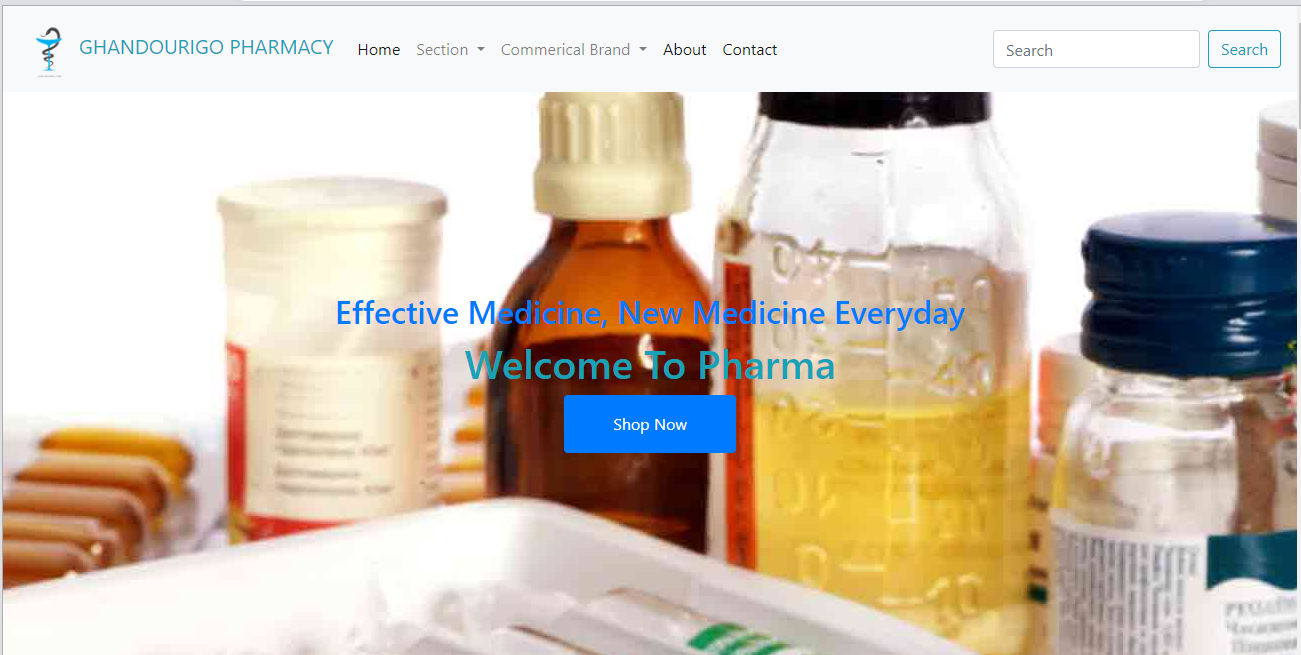 GHANDOURIGO PHARMACY Home Section Commerical Brand About Contact Search Search
Effective Medicine, New Medicine Everyday
Welcome To Pharma
Shop Now